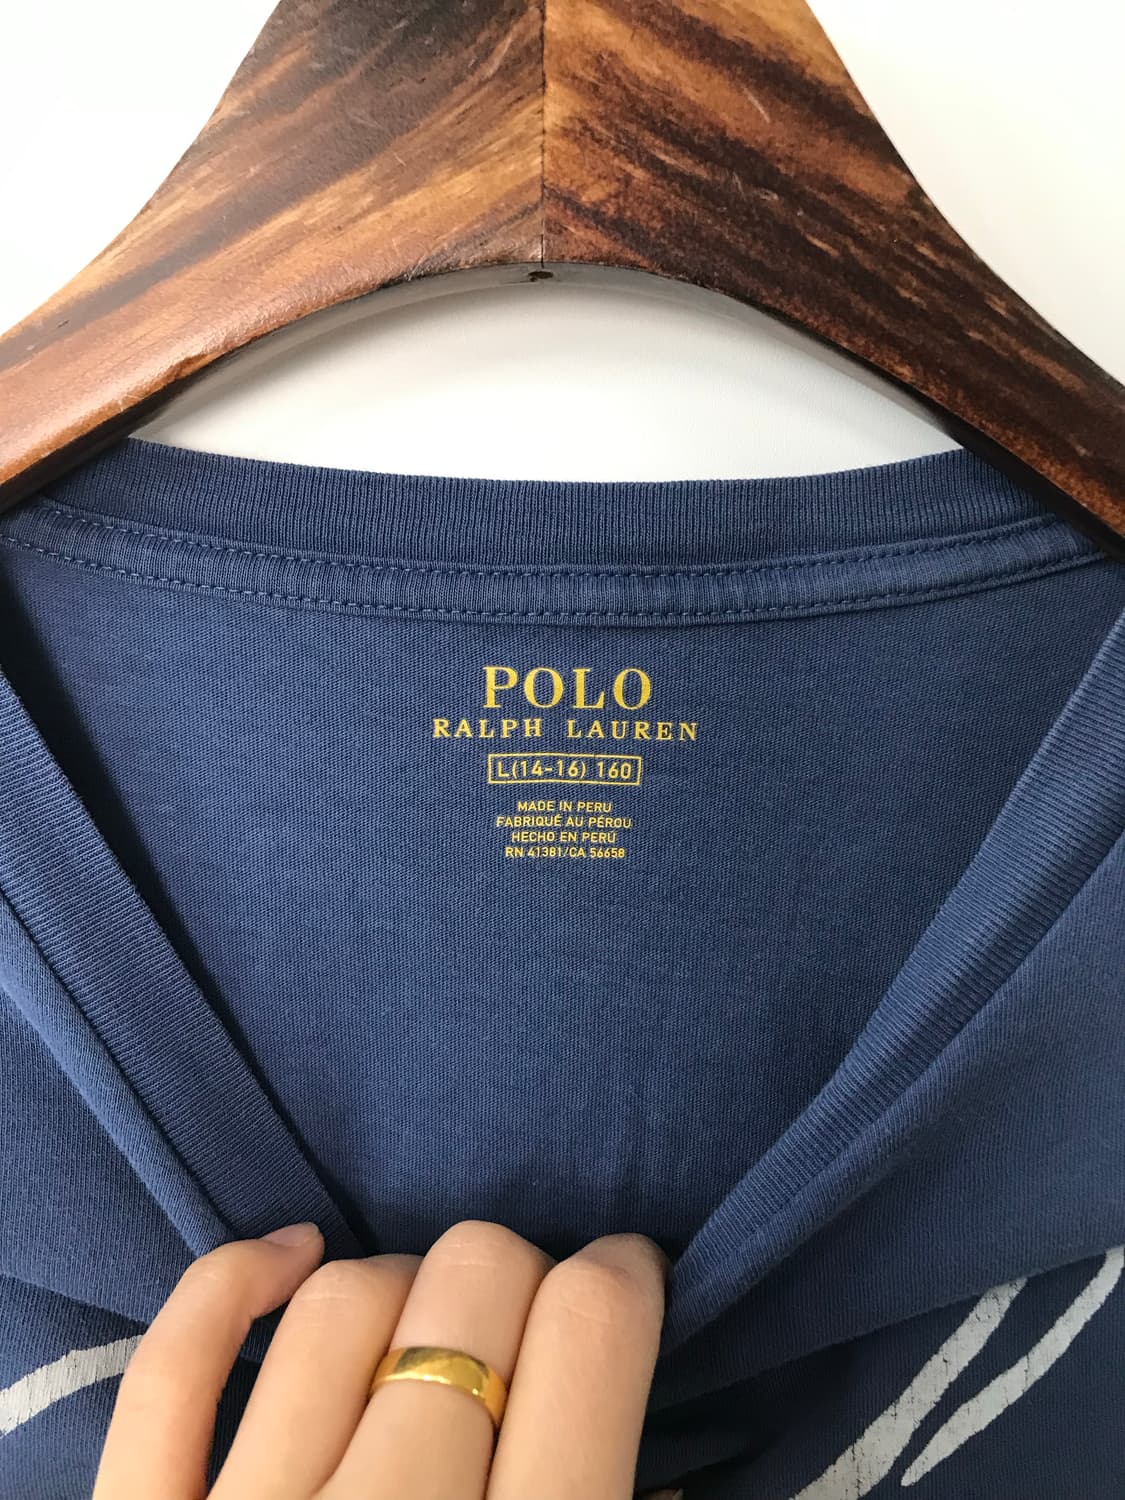 POLO
RALPH LAUREN
L(14-16) 160
MADE IN PERU
FABRIQUÉ AU PÉROU
HECHO EN PERÚ
RN 41381/CA 56658